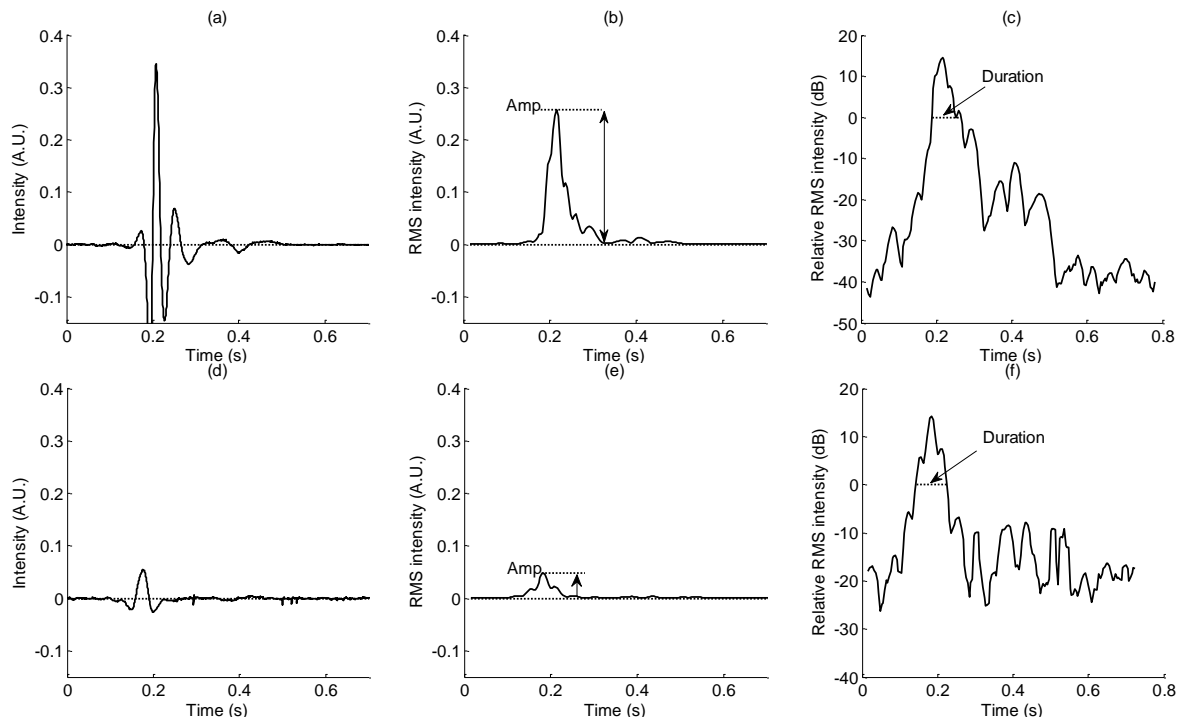 (a)
0.4
0.3
0.2
0.1
0
-0.1
Intensity (A.U.)
0
0.2
0.4
0.6
Time (s)
(b)
0.4
0.3
0.2
0.1
0
-0.1
RMS intensity (A.U.)
Amp
0
0.2
0.4
0.6
Time (s)
(c)
20
10
0
-10
-20
-30
-40
-50
Relative RMS intensity (dB)
Duration
0
0.2
0.4
0.6
0.8
Time (s)
(d)
0.4
0.3
0.2
0.1
0
-0.1
Intensity (A.U.)
0
0.2
0.4
0.6
Time (s)
(e)
0.4
0.3
0.2
0.1
0
-0.1
RMS intensity (A.U.)
Amp
0
0.2
0.4
0.6
Time (s)
(f)
20
10
0
-10
-20
-30
-40
Relative RMS intensity (dB)
Duration
0
0.2
0.4
0.6
0.8
Time (s)